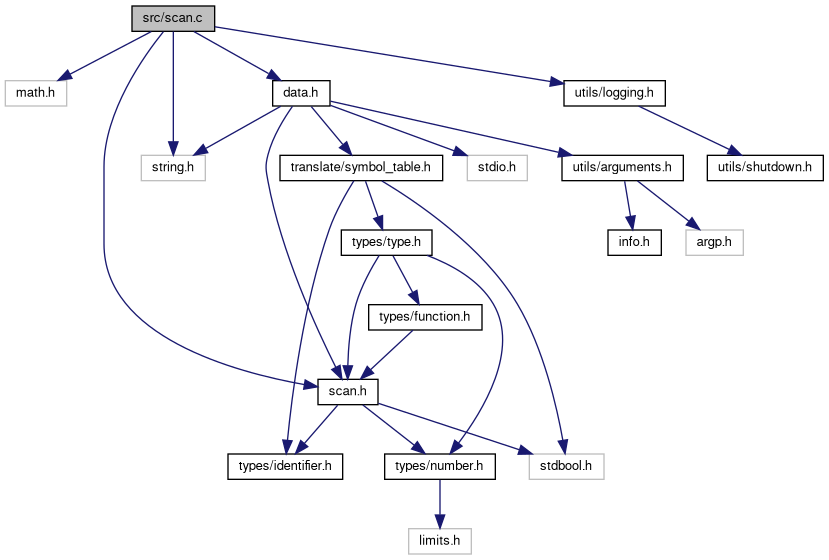 src/scan.c
math.h
data.h
utils/logging.h
string.h
translate/symbol_table.h
stdio.h
utils/arguments.h
utils/shutdown.h
types/type.h
info.h
argp.h
types/function.h
scan.h
types/identifier.h
types/number.h
stdbool.h
limits.h